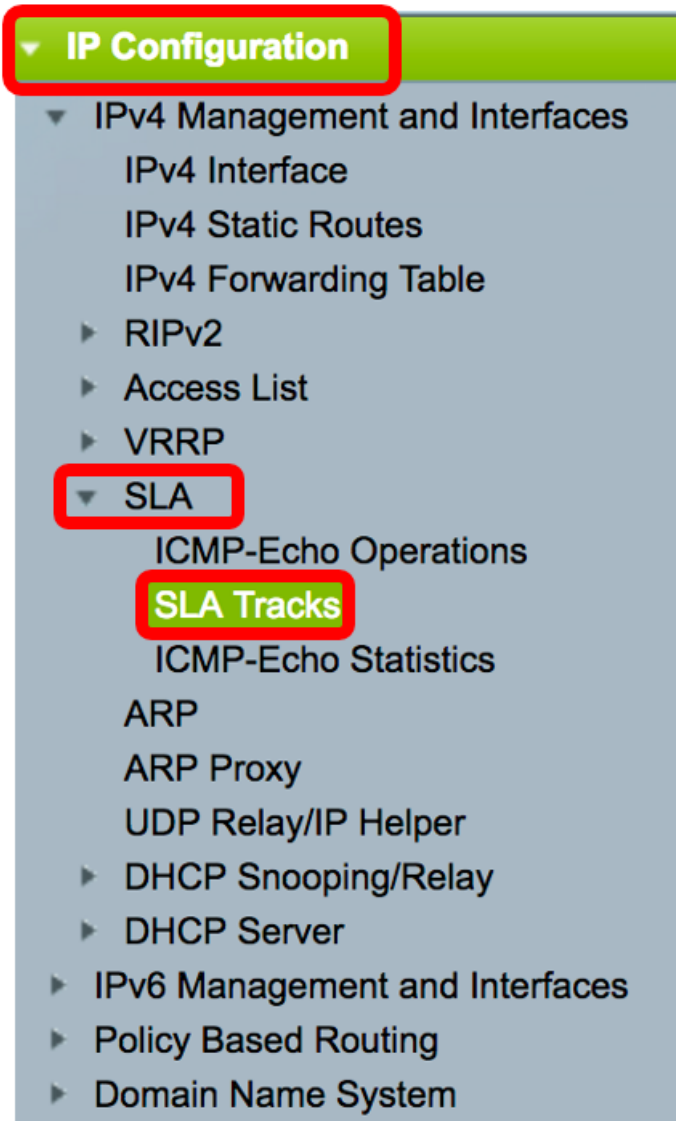 IP Configuration
IPv4 Management and Interfaces
IPv4 Interface
IPv4 Static Routes
IPv4 Forwarding Table
RIPv2
Access List
VRRP
SLA
ICMP-Echo Operations
SLA Tracks
ICMP-Echo Statistics
ARP
ARP Proxy
UDP Relay/IP Helper
DHCP Snooping/Relay
DHCP Server
IPv6 Management and Interfaces
Policy Based Routing
Domain Name System